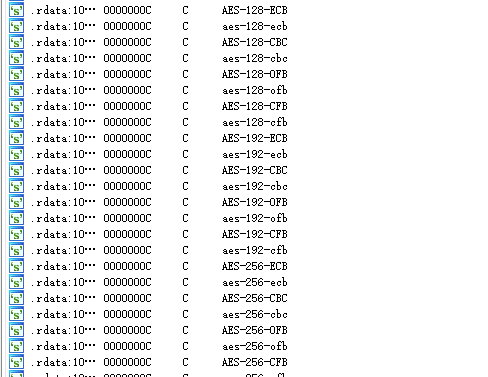 's' .rdata:10… 0000000C C AES-128-ECB
's' .rdata:10… 0000000C C aes-128-ecb
's' .rdata:10… 0000000C C AES-128-CBC
's' .rdata:10… 0000000C C aes-128-cbc
's' .rdata:10… 0000000C C AES-128-OFB
's' .rdata:10… 0000000C C aes-128-ofb
's' .rdata:10… 0000000C C AES-128-CFB
's' .rdata:10… 0000000C C aes-128-cfb
's' .rdata:10… 0000000C C AES-192-ECB
's' .rdata:10… 0000000C C aes-192-ecb
's' .rdata:10… 0000000C C AES-192-CBC
's' .rdata:10… 0000000C C aes-192-cbc
's' .rdata:10… 0000000C C AES-192-OFB
's' .rdata:10… 0000000C C aes-192-ofb
's' .rdata:10… 0000000C C AES-192-CFB
's' .rdata:10… 0000000C C aes-192-cfb
's' .rdata:10… 0000000C C AES-256-ECB
's' .rdata:10… 0000000C C aes-256-ecb
's' .rdata:10… 0000000C C AES-256-CBC
's' .rdata:10… 0000000C C aes-256-cbc
's' .rdata:10… 0000000C C AES-256-OFB
's' .rdata:10… 0000000C C aes-256-ofb
's' .rdata:10… 0000000C C AES-256-CFB